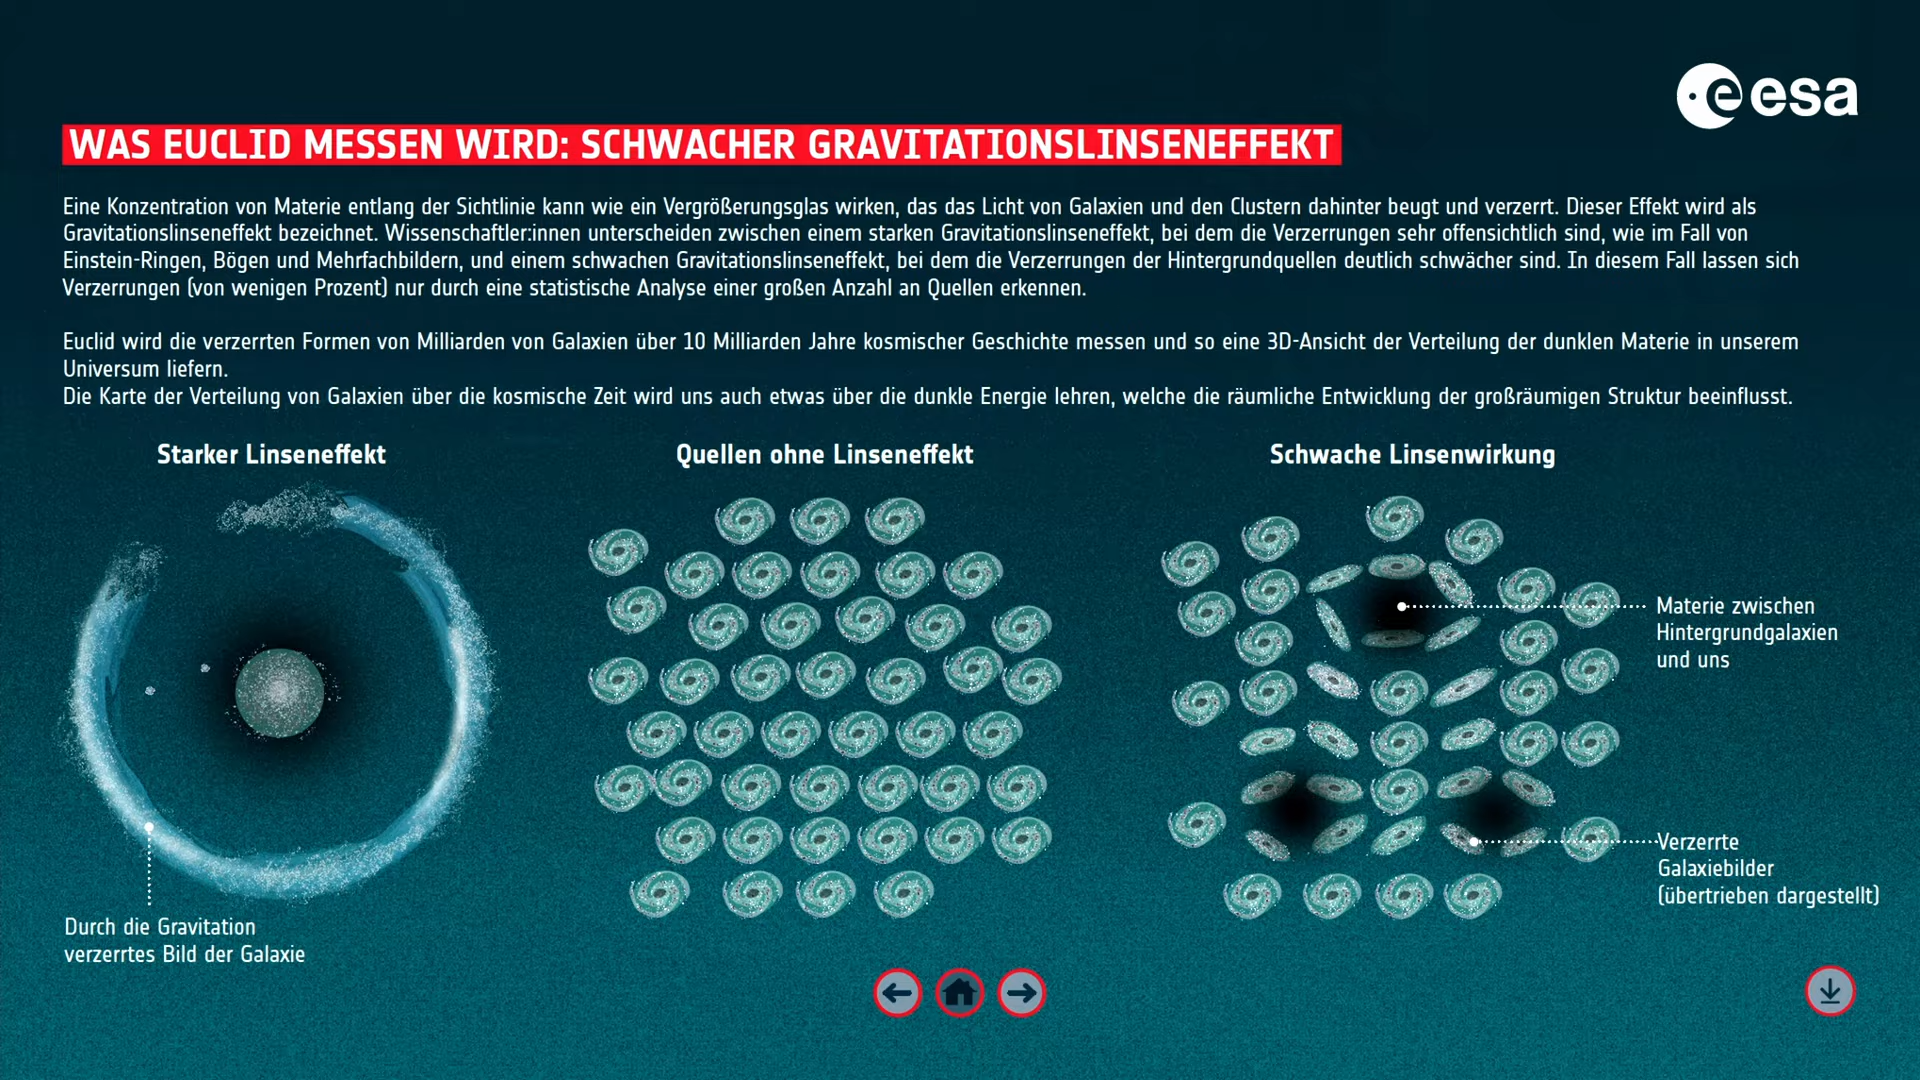 esa
WAS EUCLID MESSEN WIRD: SCHWACHER GRAVITATIONSLINSENEFFEKT
Eine Konzentration von Materie entlang der Sichtlinie kann wie ein Vergrößerungsglas wirken, das das Licht von Galaxien und den Clustern dahinter beugt und verzerrt. Dieser Effekt wird als
Gravitationslinseneffekt bezeichnet. Wissenschaftler:innen unterscheiden zwischen einem starken Gravitationslinseneffekt, bei dem die Verzerrungen sehr offensichtlich sind, wie im Fall von
Einstein-Ringen, Bögen und Mehrfachbildern, und einem schwachen Gravitationslinseneffekt, bei dem die Verzerrungen der Hintergrundquellen deutlich schwächer sind. In diesem Fall lassen sich
Verzerrungen (von wenigen Prozent) nur durch eine statistische Analyse einer großen Anzahl an Quellen erkennen.
Euclid wird die verzerrten Formen von Milliarden von Galaxien über 10 Milliarden Jahre kosmischer Geschichte messen und so eine 3D-Ansicht der Verteilung der dunklen Materie in unserem
Universum liefern.
Die Karte der Verteilung von Galaxien über die kosmische Zeit wird uns auch etwas über die dunkle Energie lehren, welche die räumliche Entwicklung der großräumigen Struktur beeinflusst.
Starker Linseneffekt
Quellen ohne Linseneffekt
Schwache Linsenwirkung
Materie zwischen
Hintergrundgalaxien
und uns
Verzerrte
Galaxiebilder
(übertrieben dargestellt)
Durch die Gravitation
verzerrtes Bild der Galaxie